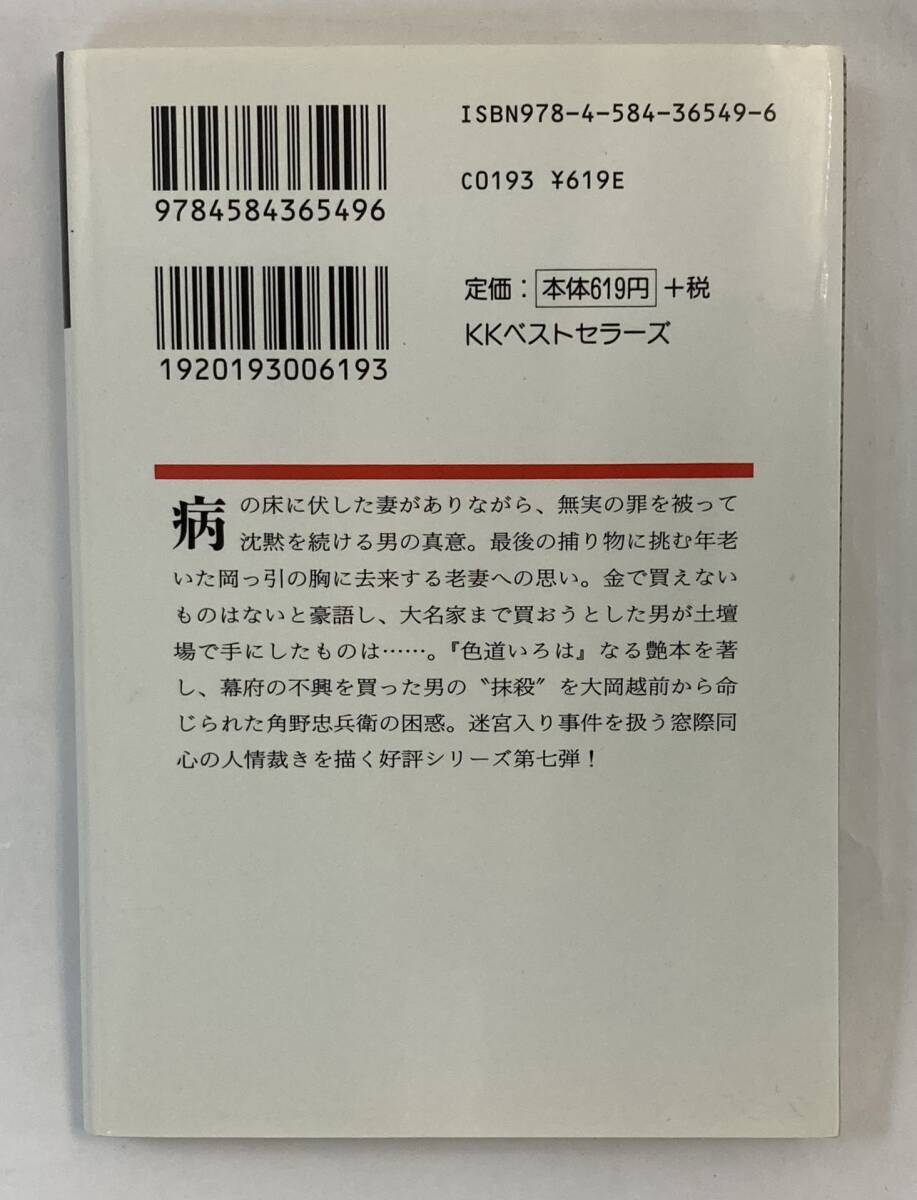 ISBN978-4-584-36549-6
9784584365496
C0193 ¥619E
1920193006193
定価：本体619円＋税
KKベストセラーズ
病の床に伏した妻がありながら、無実の罪を被って
沈黙を続ける男の真意。最後の捕り物に挑む年老
いた岡っ引の胸に去来する老妻への思い。金で買えない
ものはないと豪語し、大名家まで買おうとした男が土壇
場で手にしたものは……。『色道いろは』なる艶本を著
し、幕府の不興を買った男の〝抹殺〟を大岡越前から命
じられた角野忠兵衛の困惑。迷宮入り事件を扱う窓際同
心の人情裁きを描く好評シリーズ第七弾！